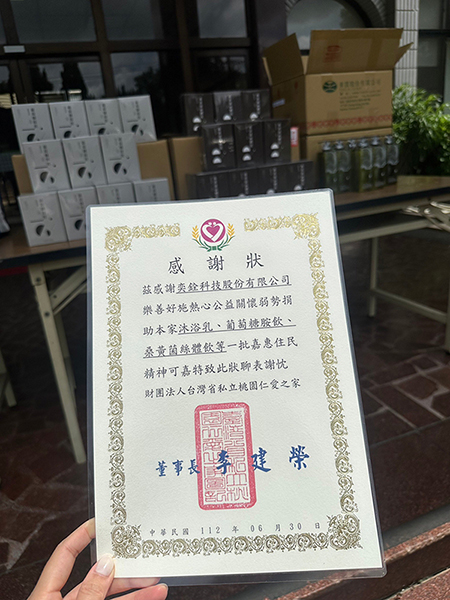 感謝狀
茲感謝奕銓科技股份有限公司
樂善好施熱心公益關懷弱勢捐
助本家沐浴乳、葡萄糖胺飲、
桑黃菌絲體飲等一批嘉惠住民
精神可嘉特致此狀聊表謝忱
財團法人台灣省私立桃園仁愛之家
董事長 李建榮
中華民國 112 年 06 月 30 日